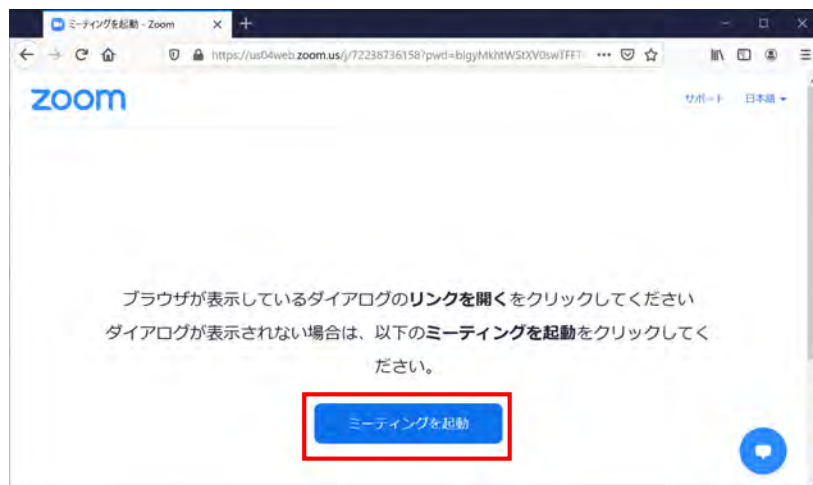 ミーティングを起動 - Zoom
https://us04web.zoom.us/j/72238736158?pwd=
zoom
サポート 日本語
ブラウザが表示しているダイアログのリンクを開くをクリックしてください
ダイアログが表示されない場合は、以下のミーティングを起動をクリックしてく
ださい。
ミーティングを起動